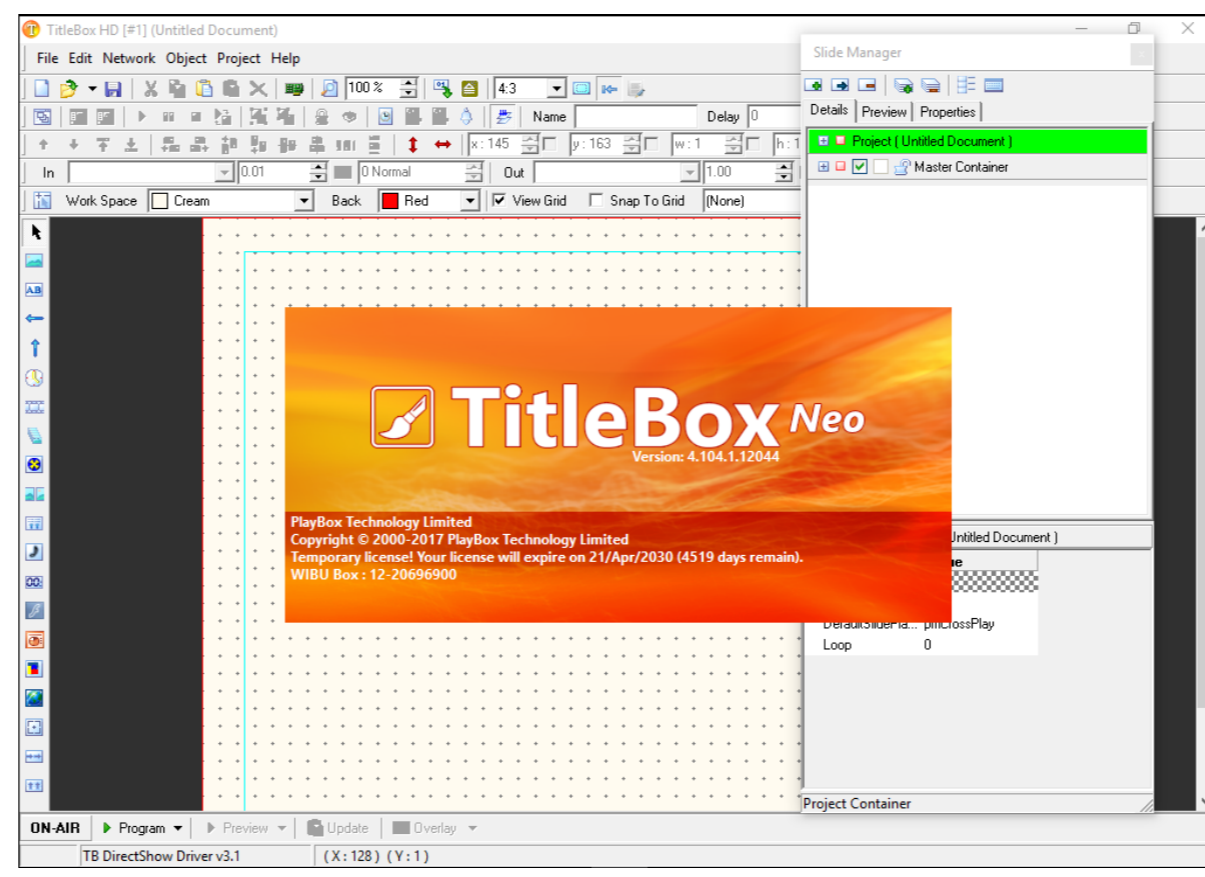 TitleBox HD [#1] (Untitled Document)
File Edit Network Object Project Help
100 % 4:3
Name Delay 0
x: 145 y: 163 w: 1 h: 1
In 0.01 0 Normal Out 1.00
Work Space Cream Back Red View Grid Snap To Grid (None)
Slide Manager
Details Preview Properties
Project ( Untitled Document )
Master Container
AB
TitleBox Neo
Version: 4.104.1.12044
PlayBox Technology Limited
Copyright © 2000-2017 PlayBox Technology Limited
Temporary license! Your license will expire on 21/Apr/2030 (4519 days remain).
WIBU Box : 12-20696900
Untitled Document )
ue
DefaultSlidePla... pmCrossPlay
Loop 0
Project Container
ON-AIR Program Preview Update Overlay
TB DirectShow Driver v3.1 ( X : 128 ) ( Y : 1 )